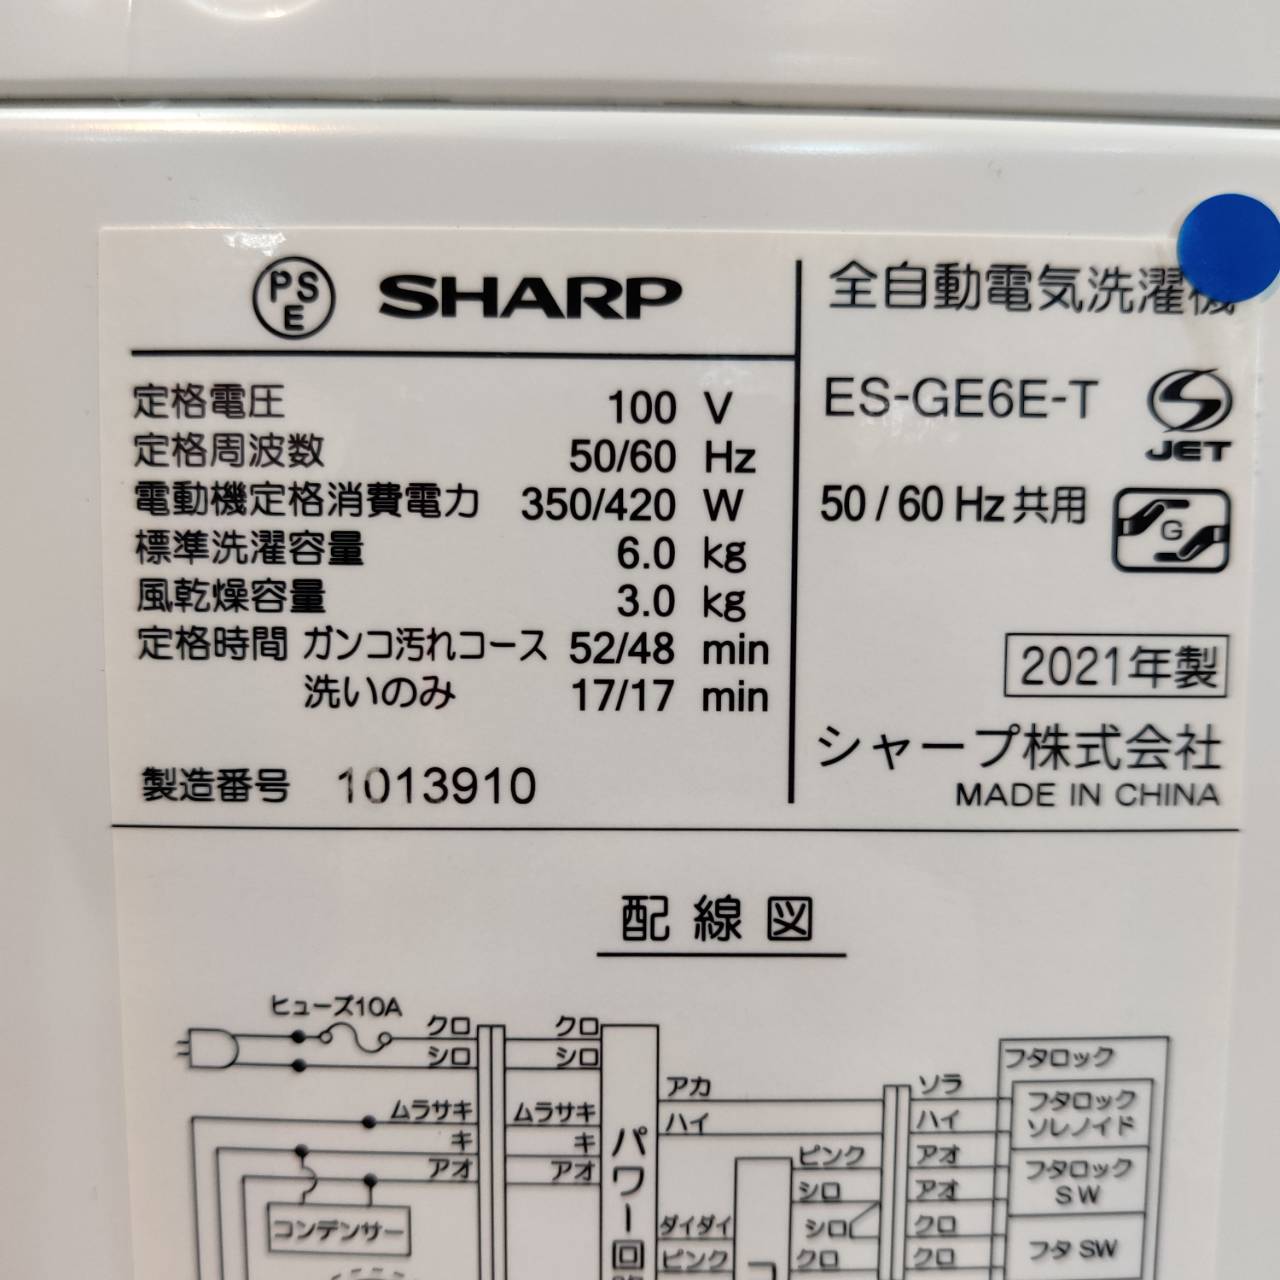 PSE SHARP
定格電圧 100 V
定格周波数 50/60 Hz
電動機定格消費電力 350/420 W
標準洗濯容量 6.0 kg
風乾燥容量 3.0 kg
定格時間 ガンコ汚れコース 52/48 min
洗いのみ 17/17 min
製造番号 1013910
全自動電気洗濯機
ES-GE6E-T
JET
50 / 60 Hz 共用
G
2021年製
シャープ株式会社
MADE IN CHINA
配線図
ヒューズ10A
クロ クロ
シロ シロ
フタロック
アカ ソラ
フタロック
ソレノイド
ムラサキ ムラサキ
ハイ ハイ
キ キ
アオ アオ
パワー回
ピンク アオ
フタロック
SW
シロ アオ
コンデンサー
ダイダイ シロ クロ
フタ SW
ピンク クロ クロ